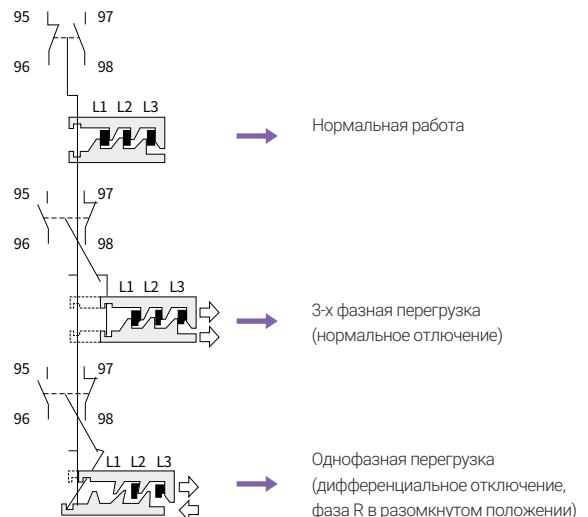 95 97
96 98
L1 L2 L3
Нормальная работа
95 97
96 98
L1 L2 L3
3-х фазная перегрузка
(нормальное отлючение)
95 97
96 98
L1 L2 L3
Однофазная перегрузка
(дифференциальное отключение,
фаза R в разомкнутом положении)